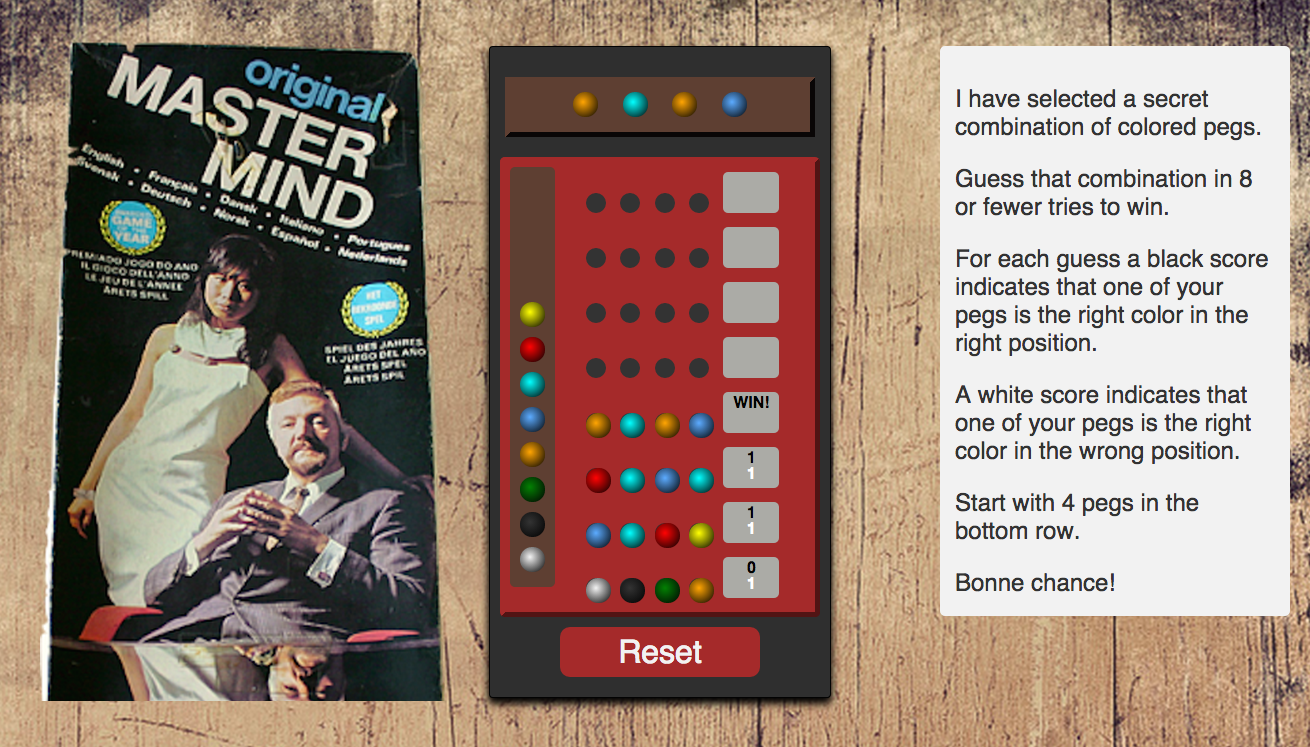 original
MASTER
MIND
English • Français • Dansk • Italiano • Portugues
Svenak • Deutsch • Norsk • Español • Nederlands
GAME
OF THE
YEAR
PREMIADO JOGO DO ANO
IL GIOCO DELL'ANNO
LE JEU DE L'ANNEE
ÅRETS SPILL
HET
BEKROONDE
SPEL
SPIEL DES JAHRES
EL JUEGO DEL AÑO
ÅRETS SPEL
ÅRETS SPIL
WIN!
1
1
1
1
0
1
Reset
I have selected a secret
combination of colored pegs.
Guess that combination in 8
or fewer tries to win.
For each guess a black score
indicates that one of your
pegs is the right color in the
right position.
A white score indicates that
one of your pegs is the right
color in the wrong position.
Start with 4 pegs in the
bottom row.
Bonne chance!